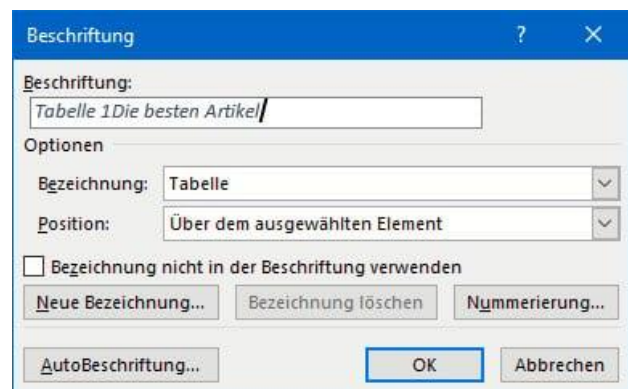 Beschriftung ?
Beschriftung:
Tabelle 1Die besten Artikel
Optionen
Bezeichnung: Tabelle
Position: Über dem ausgewählten Element
Bezeichnung nicht in der Beschriftung verwenden
Neue Bezeichnung... Bezeichnung löschen Nummerierung...
AutoBeschriftung... OK Abbrechen